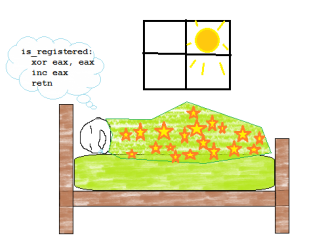 is_registered:
xor eax, eax
inc eax
retn